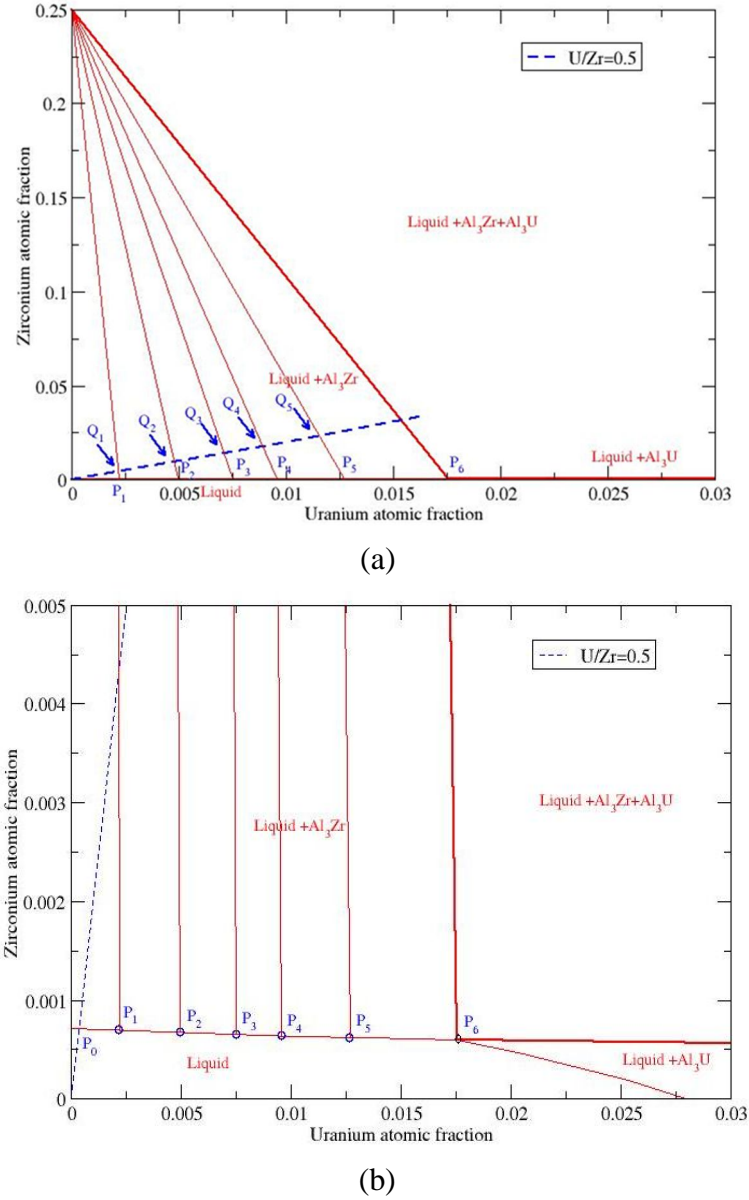 0.25
U/Zr=0.5
0.2
Zirconium atomic fraction
0.15
Liquid +Al3Zr+Al3U
0.1
Liquid +Al3Zr
0.05
Q1
Q2
Q3
Q4
Q5
Liquid +Al3U
P1
P2
P3
P4
P5
P6
0
0 0.005 0.01 0.015 0.02 0.025 0.03
Liquid
Uranium atomic fraction
(a)
0.005
U/Zr=0.5
0.004
Zirconium atomic fraction
0.003
Liquid +Al3Zr+Al3U
Liquid +Al3Zr
0.002
0.001
P0
P1
P2
P3
P4
P5
P6
Liquid
Liquid +Al3U
0
0 0.005 0.01 0.015 0.02 0.025 0.03
Uranium atomic fraction
(b)